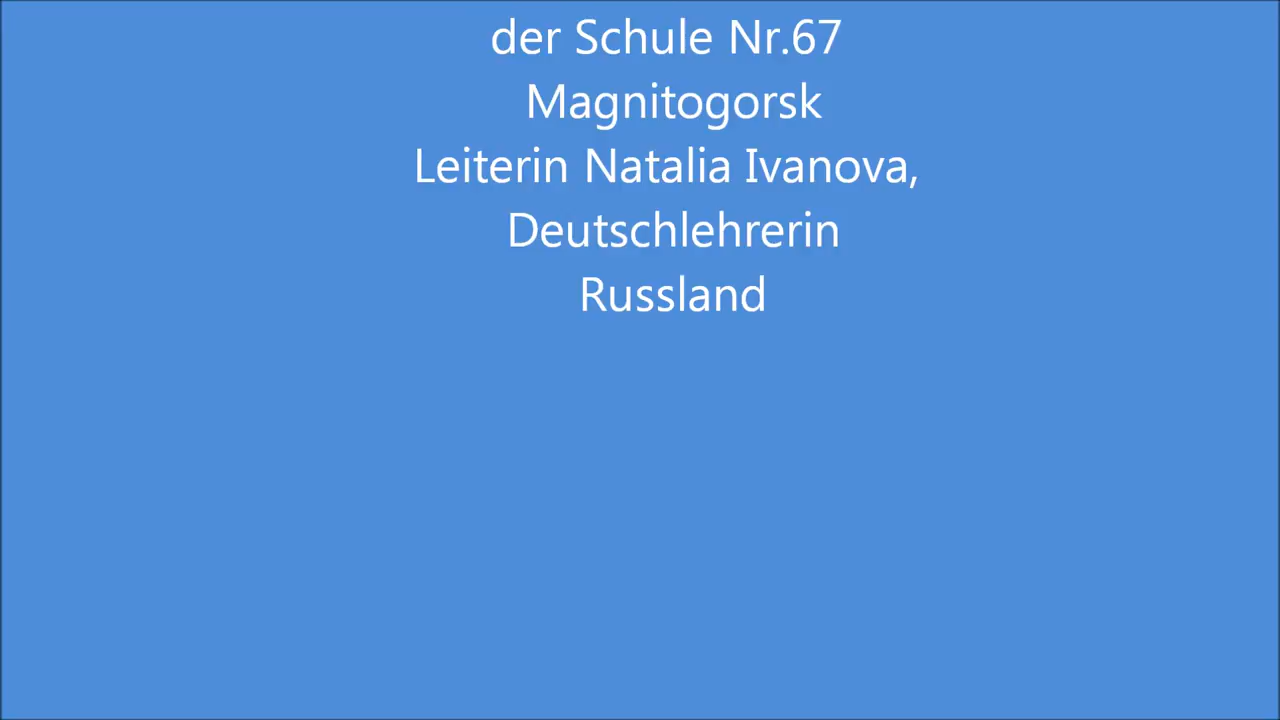 der Schule Nr.67
Magnitogorsk
Leiterin Natalia Ivanova,
Deutschlehrerin
Russland